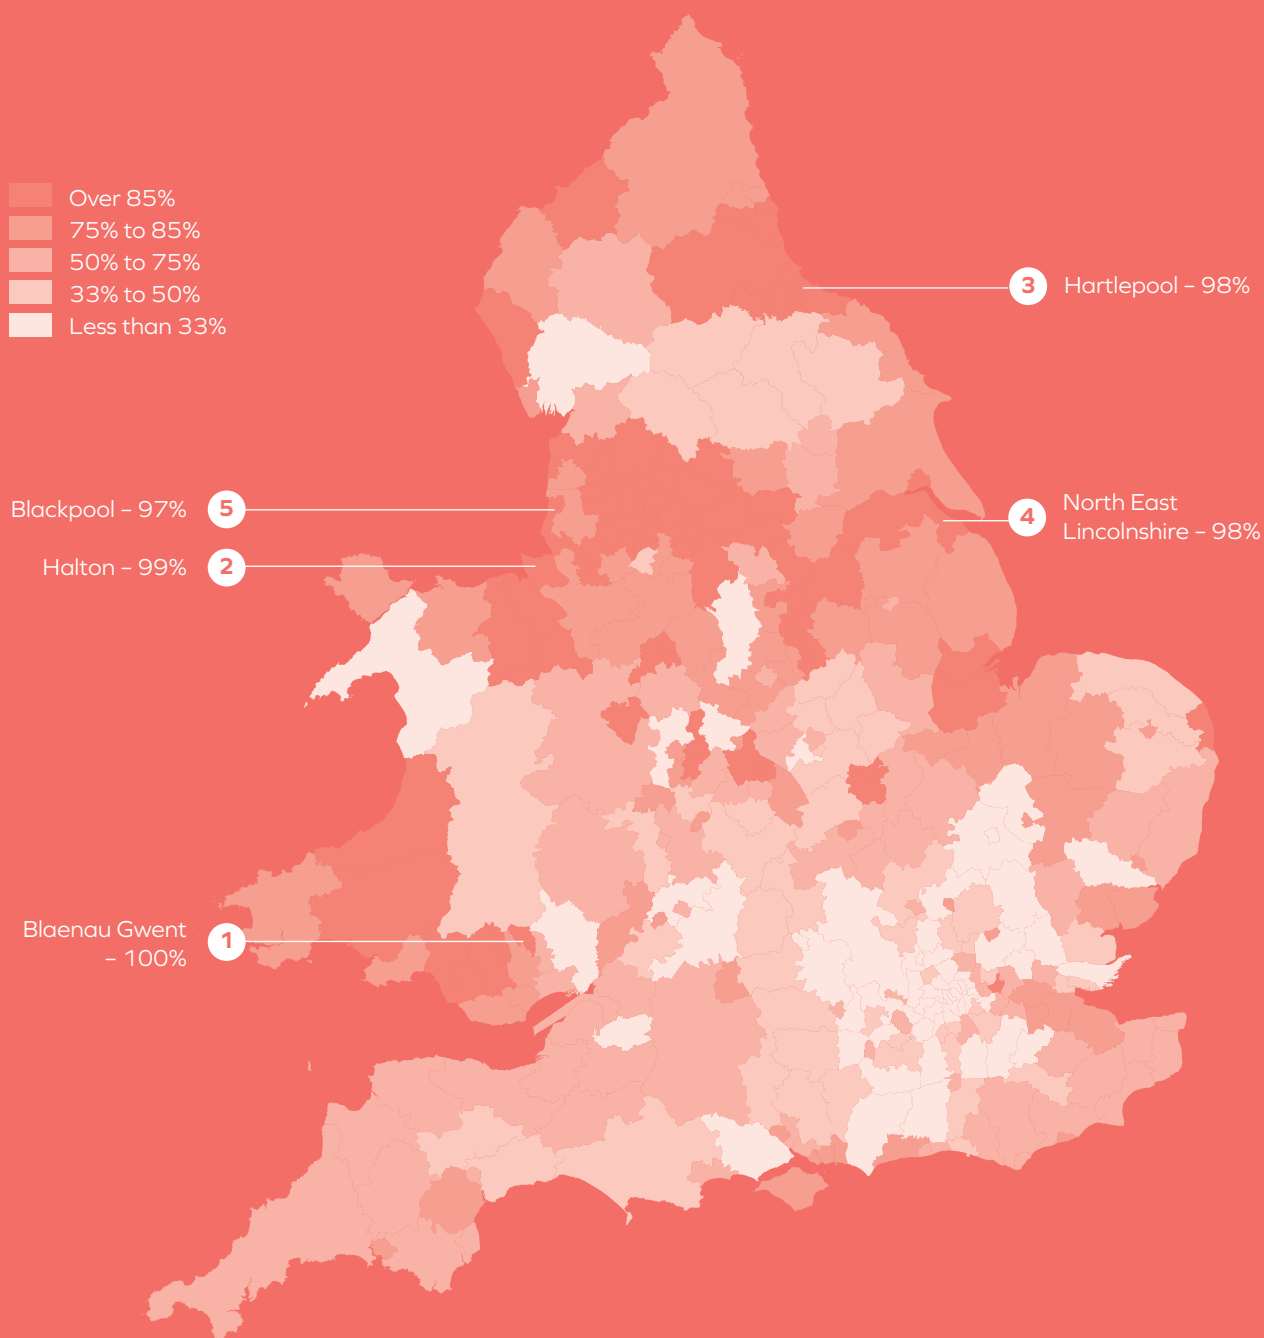 Over 85%
75% to 85%
50% to 75%
33% to 50%
Less than 33%
3 Hartlepool – 98%
Blackpool – 97% 5
4 North East
Lincolnshire – 98%
Halton – 99% 2
Blaenau Gwent
– 100% 1